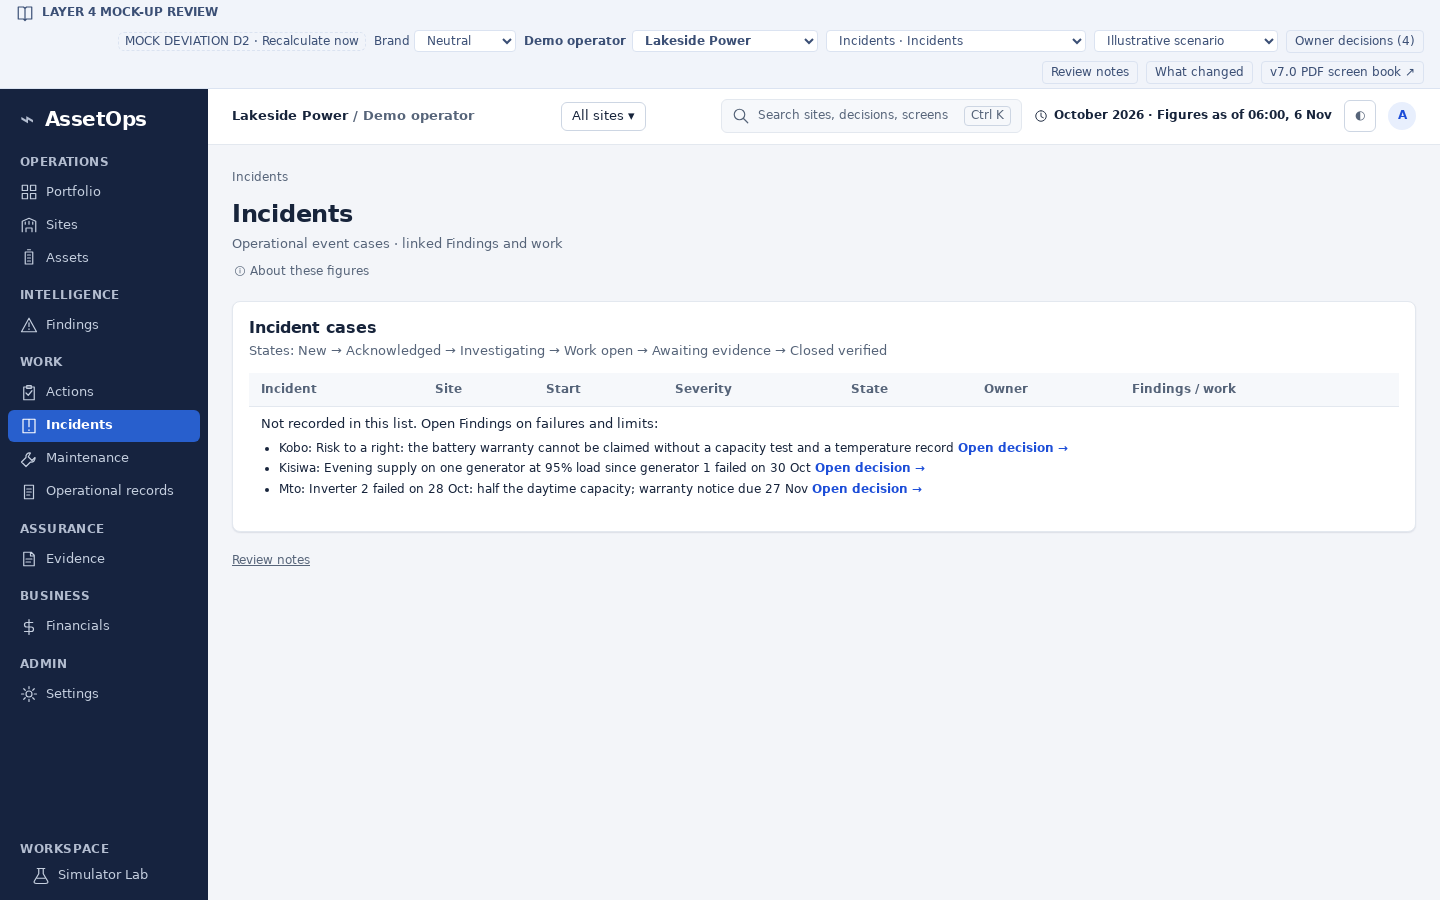 LAYER 4 MOCK-UP REVIEW
MOCK DEVIATION D2 · Recalculate now Brand Neutral Demo operator Lakeside Power Incidents · Incidents Illustrative scenario Owner decisions (4)
Review notes What changed v7.0 PDF screen book ↗
AssetOps
OPERATIONS
Portfolio
Sites
Assets
INTELLIGENCE
Findings
WORK
Actions
Incidents
Maintenance
Operational records
ASSURANCE
Evidence
BUSINESS
Financials
ADMIN
Settings
WORKSPACE
Simulator Lab
Lakeside Power / Demo operator All sites ▾ Search sites, decisions, screens Ctrl K October 2026 · Figures as of 06:00, 6 Nov A
Incidents
Incidents
Operational event cases · linked Findings and work
About these figures
Incident cases
States: New → Acknowledged → Investigating → Work open → Awaiting evidence → Closed verified
Incident Site Start Severity State Owner Findings / work
Not recorded in this list. Open Findings on failures and limits:
• Kobo: Risk to a right: the battery warranty cannot be claimed without a capacity test and a temperature record Open decision →
• Kisiwa: Evening supply on one generator at 95% load since generator 1 failed on 30 Oct Open decision →
• Mto: Inverter 2 failed on 28 Oct: half the daytime capacity; warranty notice due 27 Nov Open decision →
Review notes